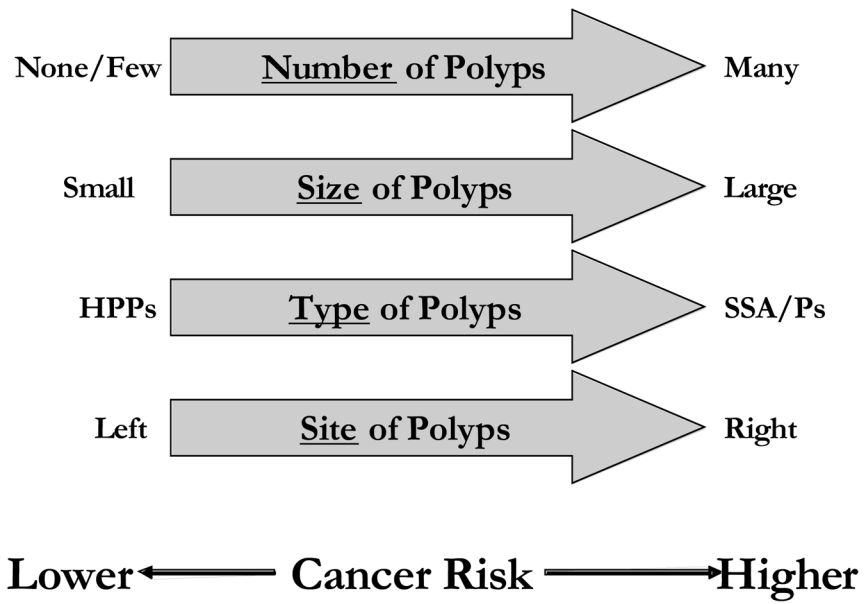 None/Few Number of Polyps Many
Small Size of Polyps Large
HPPs Type of Polyps SSA/Ps
Left Site of Polyps Right
Lower Cancer Risk Higher